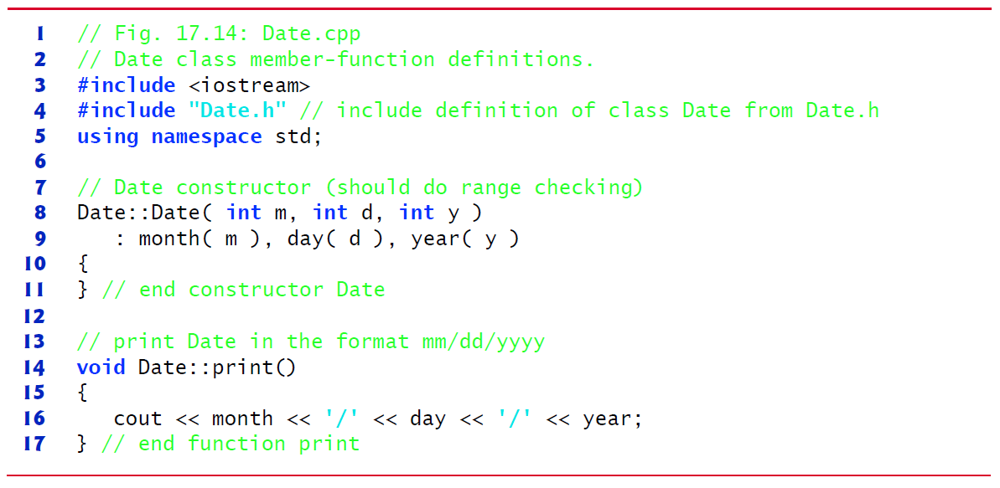 1 // Fig. 17.14: Date.cpp
2 // Date class member-function definitions.
3 #include <iostream>
4 #include "Date.h" // include definition of class Date from Date.h
5 using namespace std;
6
7 // Date constructor (should do range checking)
8 Date::Date( int m, int d, int y )
9    : month( m ), day( d ), year( y )
10 {
11 } // end constructor Date
12
13 // print Date in the format mm/dd/yyyy
14 void Date::print()
15 {
16    cout << month << '/' << day << '/' << year;
17 } // end function print